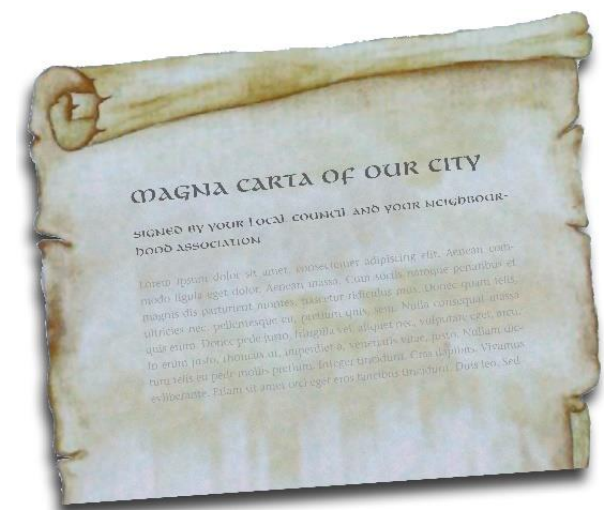 MAGNA CARTA OF OUR CITY
SIGNED BY YOUR LOCAL COUNCIL AND YOUR NEIGHBOUR-
HOOD ASSOCIATION
Lorem ipsum dolor sit amet, consectetuer adipiscing elit. Aenean com-
modo ligula eget dolor. Aenean massa. Cum sociis natoque penatibus et
magnis dis parturient montes, nascetur ridiculus mus. Donec quam felis,
ultricies nec, pellentesque eu, pretium quis, sem. Nulla consequat massa
quis enim. Donec pede justo, fringilla vel, aliquet nec, vulputate eget, arcu.
In enim justo, rhoncus ut, imperdiet a, venenatis vitae, justo. Nullam dic-
tum felis eu pede mollis pretium. Integer tincidunt. Cras dapibus. Vivamus
Etiam sit amet orci eget eros faucibus tincidunt. Duis leo. Sed